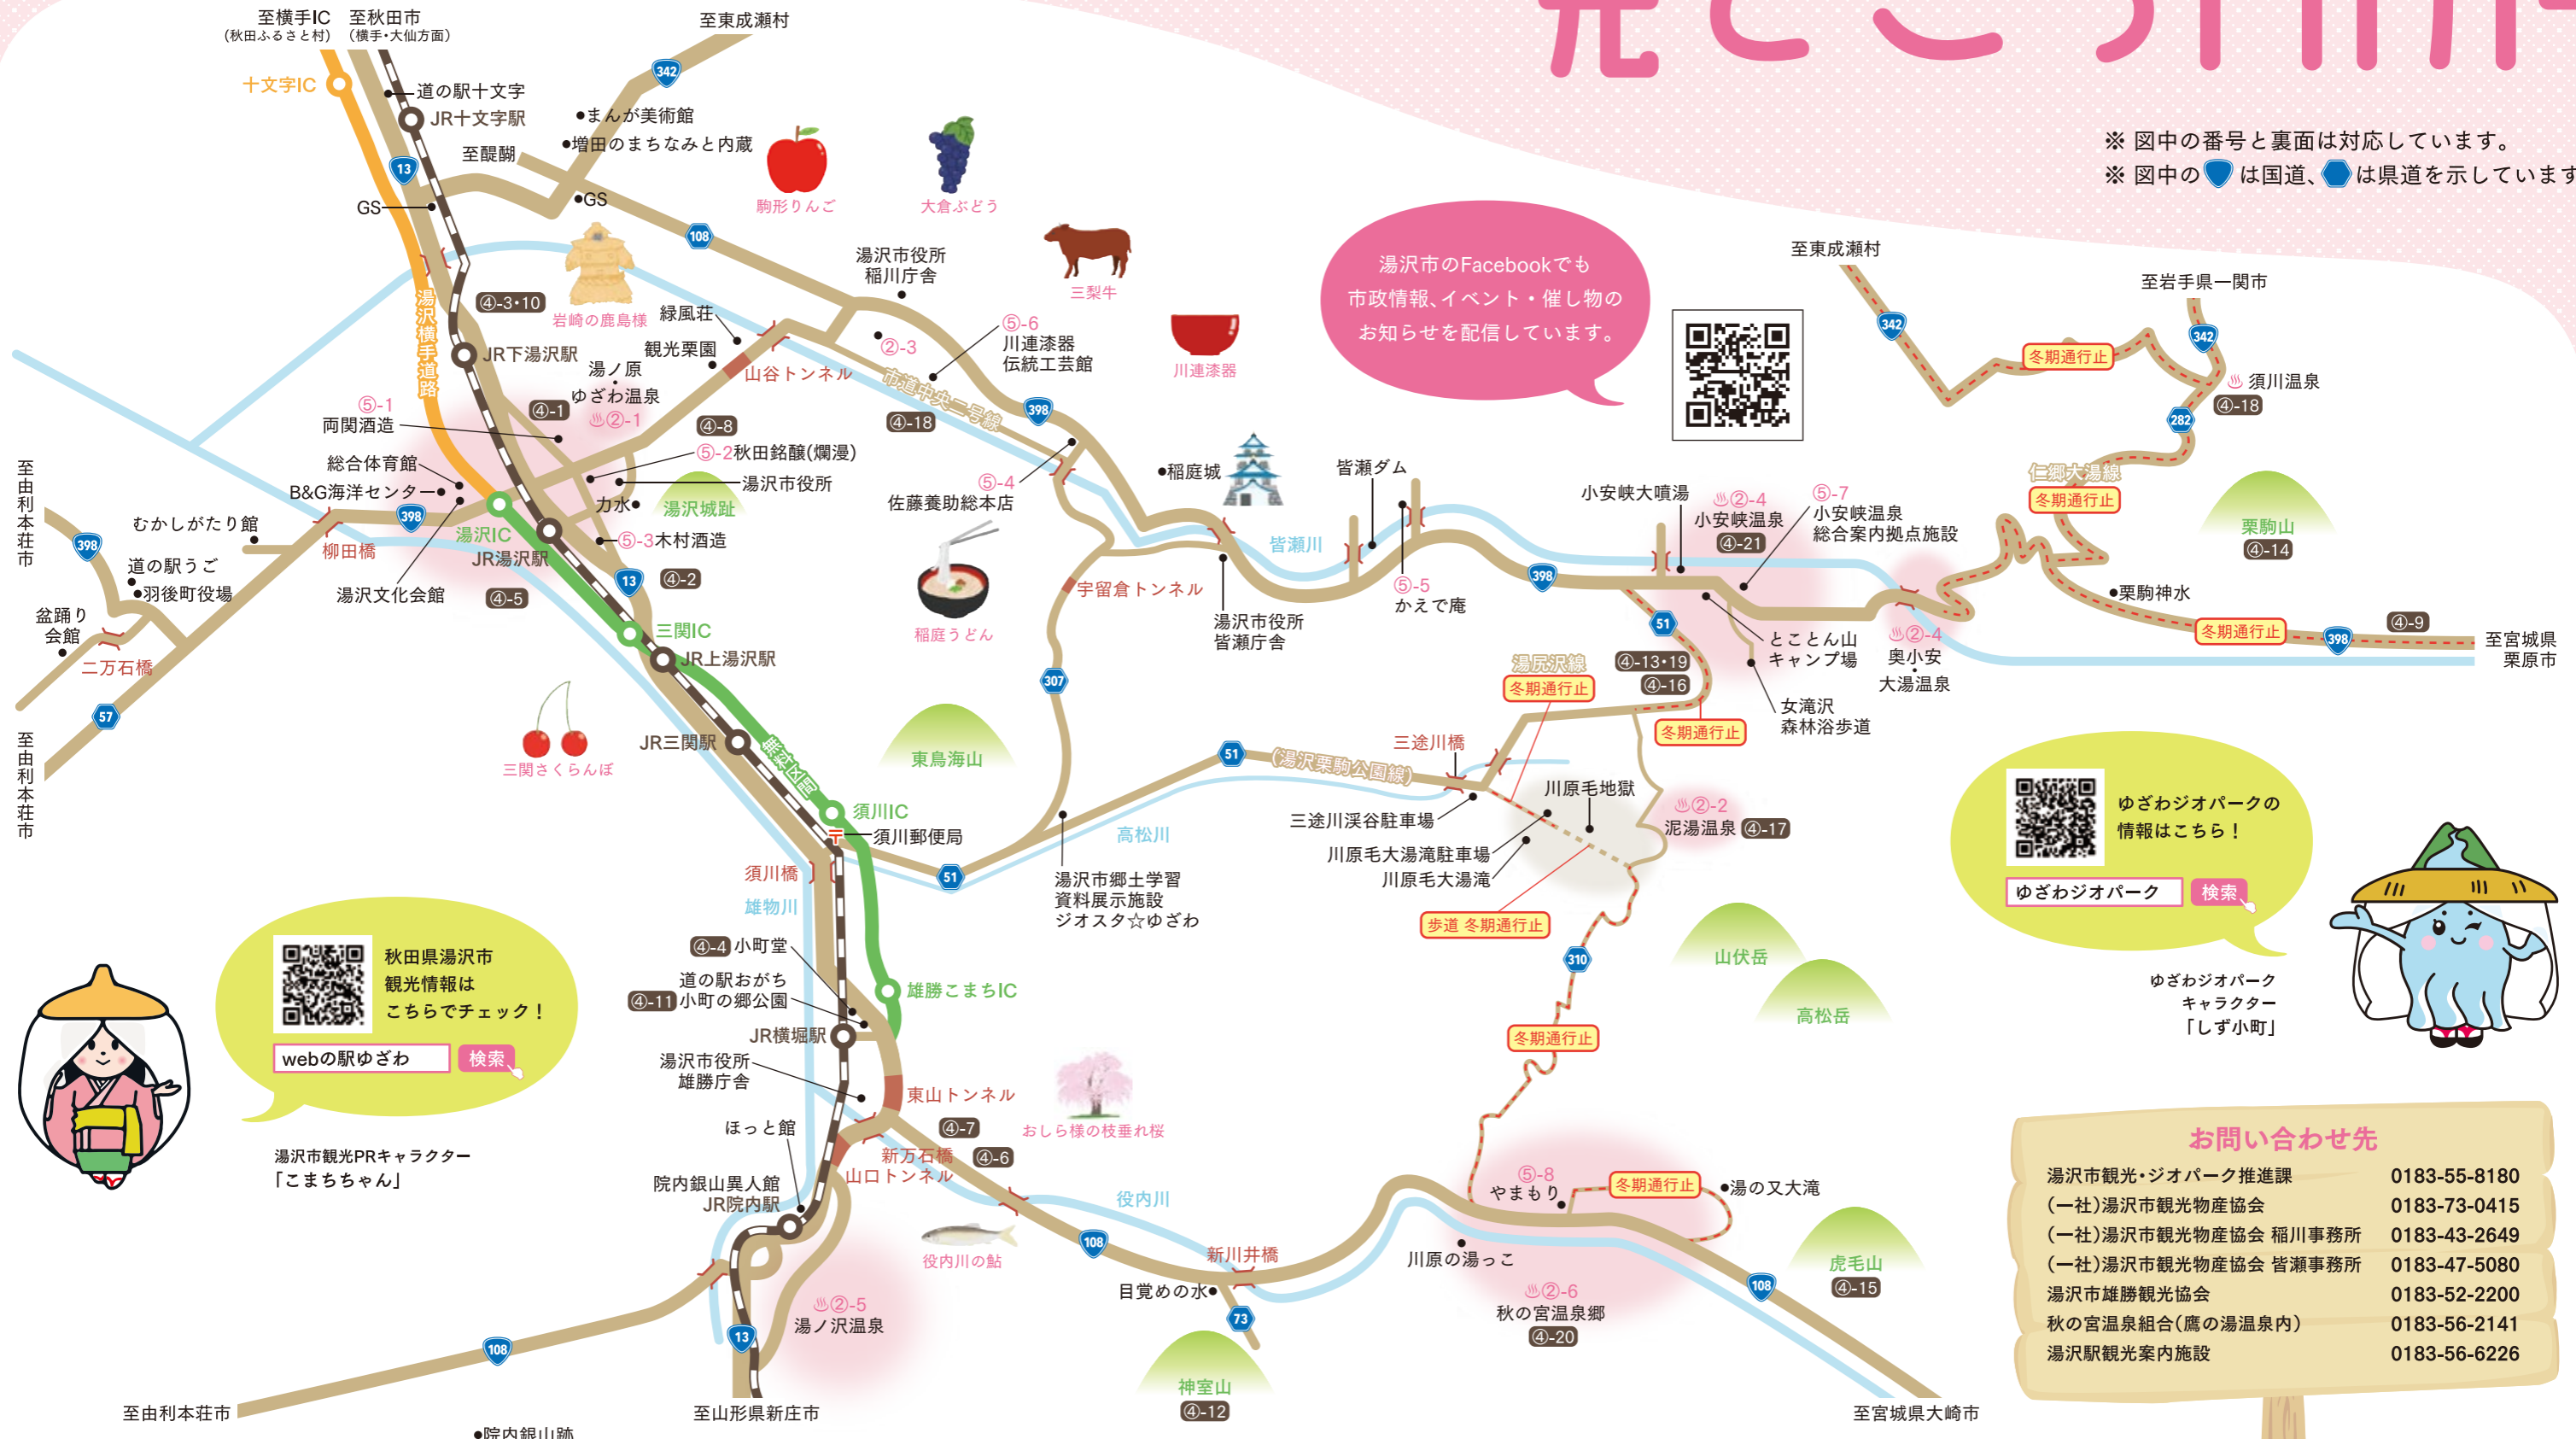 至横手IC
(秋田ふるさと村)
至秋田市
(横手・大仙方面)
至東成瀬村
342
十文字IC
道の駅十文字
JR十文字駅
●まんが美術館
●増田のまちなみと内蔵
至醍醐
13
GS
●GS
108
駒形りんご
大倉ぶどう
※ 図中の番号と裏面は対応しています。
※ 図中の は国道、 は県道を示しています
湯沢横手道路
④-3・10
岩崎の鹿島様
湯沢市役所
稲川庁舎
三梨牛
緑風荘
観光栗園
山谷トンネル
②-3
⑤-6
川連漆器
伝統工芸館
川連漆器
JR下湯沢駅
湯ノ原
・
ゆざわ温泉
♨②-1
市道中央二号線
398
④-18
④-1
⑤-1
両関酒造
④-8
⑤-2秋田銘醸(爛漫)
湯沢市役所
総合体育館
B&G海洋センター
力水●
湯沢城趾
398
湯沢IC
JR湯沢駅
⑤-3木村酒造
13
④-2
湯沢文化会館
④-5
柳田橋
むかしがたり館
至由利本荘市
398
道の駅うご
●羽後町役場
盆踊り
会館
二万石橋
57
至由利本荘市
⑤-4
佐藤養助総本店
稲庭うどん
●稲庭城
皆瀬ダム
皆瀬川
⑤-5
かえで庵
湯沢市役所
皆瀬庁舎
宇留倉トンネル
307
湯沢市のFacebookでも
市政情報、イベント・催し物の
お知らせを配信しています。
至東成瀬村
342
至岩手県一関市
342
冬期通行止
♨ 須川温泉
④-18
282
仁郷大湯線
冬期通行止
栗駒山
④-14
小安峡大噴湯
♨②-4
小安峡温泉
④-21
⑤-7
小安峡温泉
総合案内拠点施設
398
51
とことん山
キャンプ場
女滝沢
森林浴歩道
♨②-4
奥小安
・
大湯温泉
●栗駒神水
冬期通行止
398
④-9
至宮城県
栗原市
湯尻沢線
冬期通行止
④-13・19
④-16
冬期通行止
三関IC
JR上湯沢駅
三関さくらんぼ
JR三関駅
無料区間
東鳥海山
51
(湯沢栗駒公園線)
三途川橋
三途川渓谷駐車場
川原毛地獄
川原毛大湯滝駐車場
川原毛大湯滝
♨②-2
泥湯温泉 ④-17
歩道 冬期通行止
須川IC
須川郵便局
高松川
51
湯沢市郷土学習
資料展示施設
ジオスタ☆ゆざわ
須川橋
雄物川
④-4 小町堂
道の駅おがち
④-11 小町の郷公園
雄勝こまちIC
JR横堀駅
湯沢市役所
雄勝庁舎
東山トンネル
④-7
④-6
おしら様の枝垂れ桜
ほっと館
新万石橋
山口トンネル
院内銀山異人館
JR院内駅
役内川
役内川の鮎
108
新川井橋
目覚めの水●
73
神室山
④-12
♨②-5
湯ノ沢温泉
13
108
至由利本荘市
至山形県新庄市
●院内銀山跡
310
冬期通行止
山伏岳
高松岳
⑤-8
やまもり
冬期通行止
●湯の又大滝
川原の湯っこ
♨②-6
秋の宮温泉郷
④-20
虎毛山
④-15
108
至宮城県大崎市
秋田県湯沢市
観光情報は
こちらでチェック!
webの駅ゆざわ 検索
湯沢市観光PRキャラクター
「こまちちゃん」
ゆざわジオパークの
情報はこちら!
ゆざわジオパーク 検索
ゆざわジオパーク
キャラクター
「しず小町」
お問い合わせ先
湯沢市観光・ジオパーク推進課 0183-55-8180
(一社)湯沢市観光物産協会 0183-73-0415
(一社)湯沢市観光物産協会 稲川事務所 0183-43-2649
(一社)湯沢市観光物産協会 皆瀬事務所 0183-47-5080
湯沢市雄勝観光協会 0183-52-2200
秋の宮温泉組合(鷹の湯温泉内) 0183-56-2141
湯沢駅観光案内施設 0183-56-6226